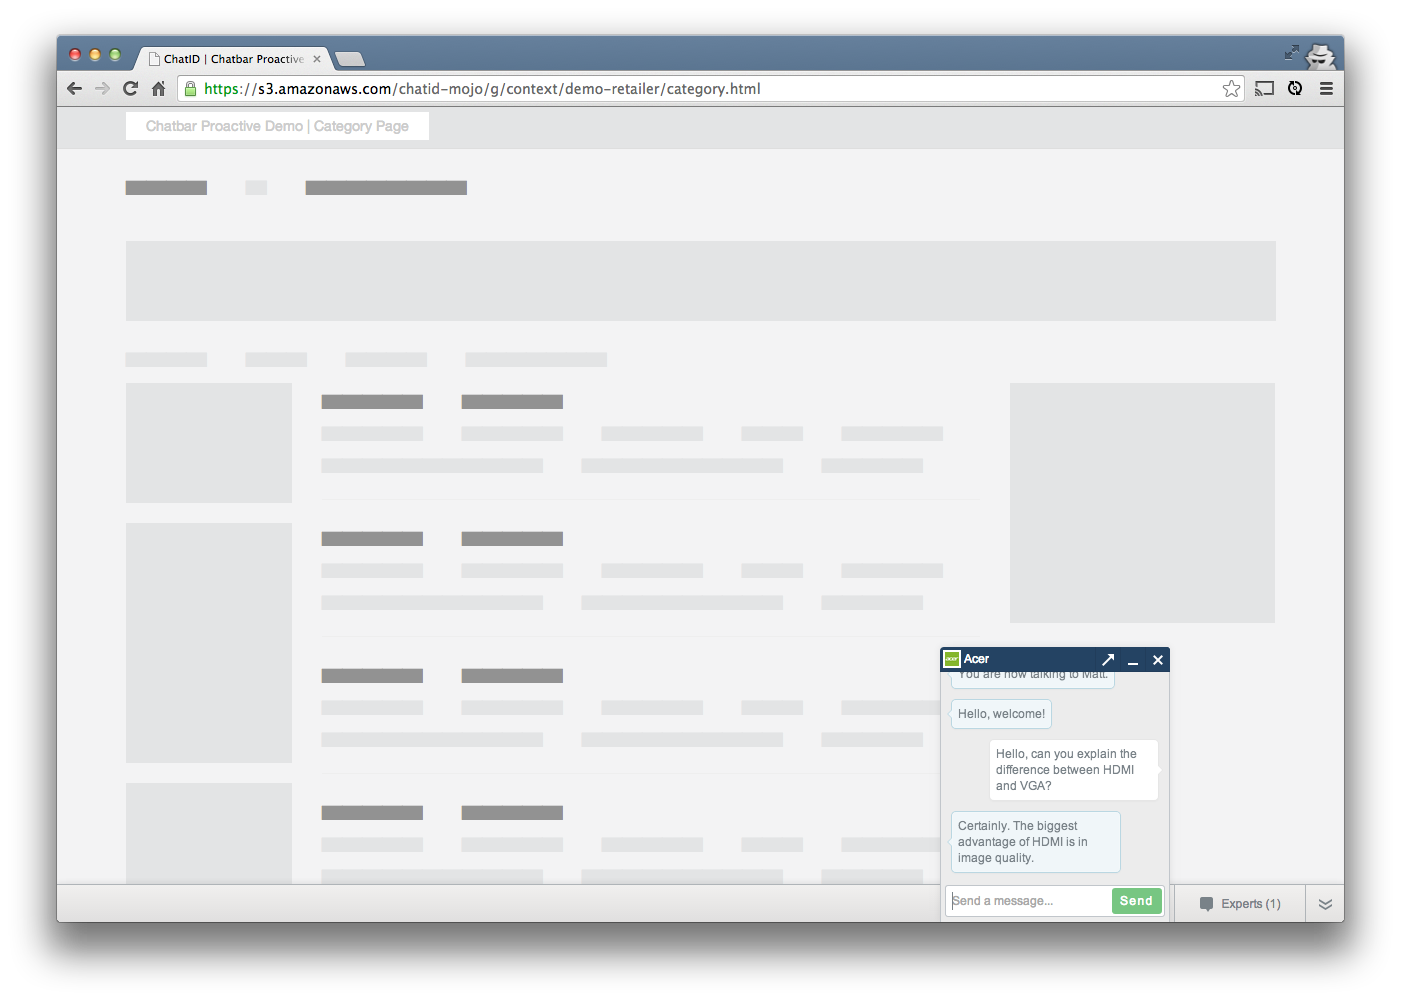 ChatID | Chatbar Proactive
https://s3.amazonaws.com/chatid-mojo/g/context/demo-retailer/category.html
Chatbar Proactive Demo | Category Page
acer Acer
You are now talking to Matt.
Hello, welcome!
Hello, can you explain the
difference between HDMI
and VGA?
Certainly. The biggest
advantage of HDMI is in
image quality.
Send a message... Send
Experts (1)